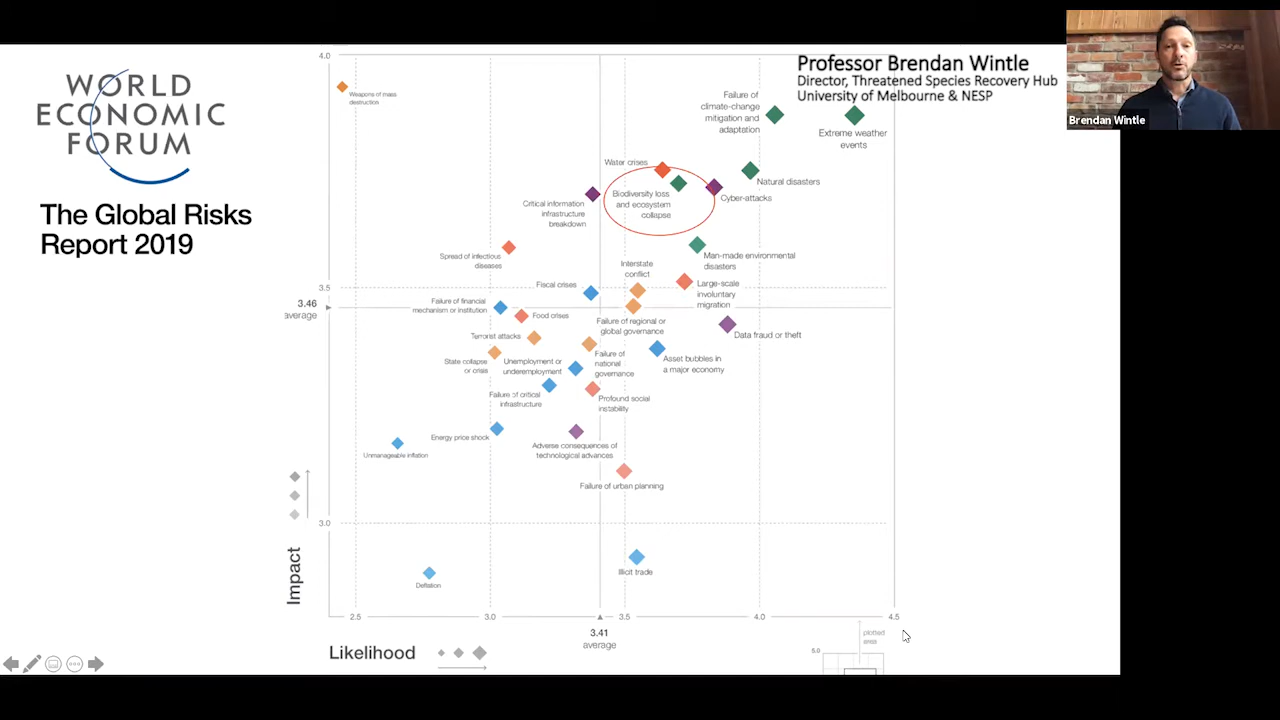 WORLD
ECONOMIC
FORUM
The Global Risks
Report 2019
Professor Brendan Wintle
Director, Threatened Species Recovery Hub
University of Melbourne & NESP
Brendan Wintle
4.0
Weapons of mass
destruction
Failure of
climate-change
mitigation and
adaptation
Extreme weather
events
Water crises
Natural disasters
Biodiversity loss
and ecosystem
collapse
Cyber-attacks
Critical information
infrastructure
breakdown
Spread of infectious
diseases
Man-made environmental
disasters
Interstate
conflict
Large-scale
involuntary
migration
3.5
Fiscal crises
3.46
average
Failure of financial
mechanism or institution
Food crises
Failure of regional or
global governance
Data fraud or theft
Terrorist attacks
State collapse
or crisis
Unemployment or
underemployment
Failure of
national
governance
Asset bubbles in
a major economy
Failure of critical
infrastructure
Profound social
instability
Energy price shock
Unmanageable inflation
Adverse consequences of
technological advances
Failure of urban planning
3.0
Illicit trade
Deflation
Impact
2.5
3.0
3.5
4.0
4.5
3.41
average
plotted
area
5.0
Likelihood